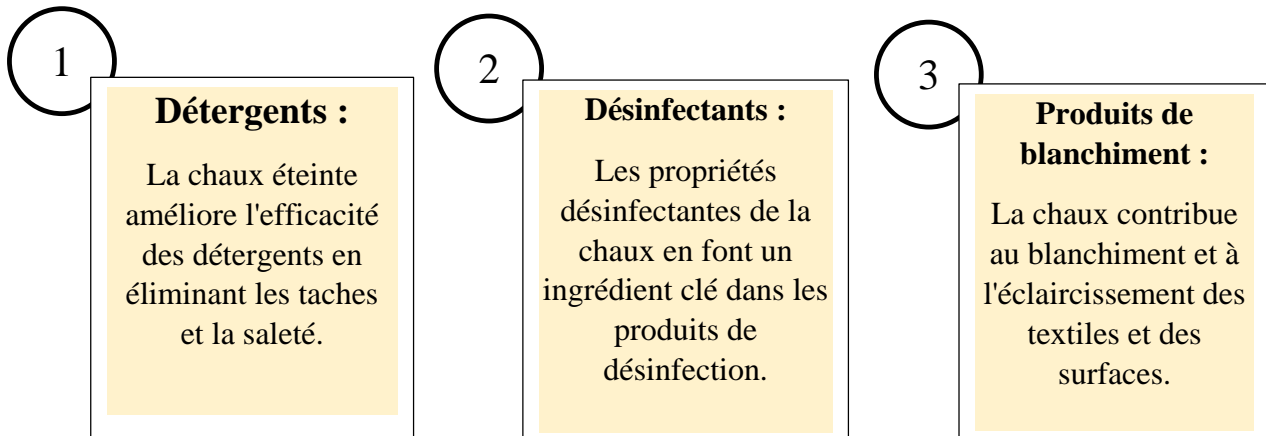 1
Détergents :
La chaux éteinte
améliore l'efficacité
des détergents en
éliminant les taches
et la saleté.
2
Désinfectants :
Les propriétés
désinfectantes de la
chaux en font un
ingrédient clé dans les
produits de
désinfection.
3
Produits de
blanchiment :
La chaux contribue
au blanchiment et à
l'éclaircissement des
textiles et des
surfaces.